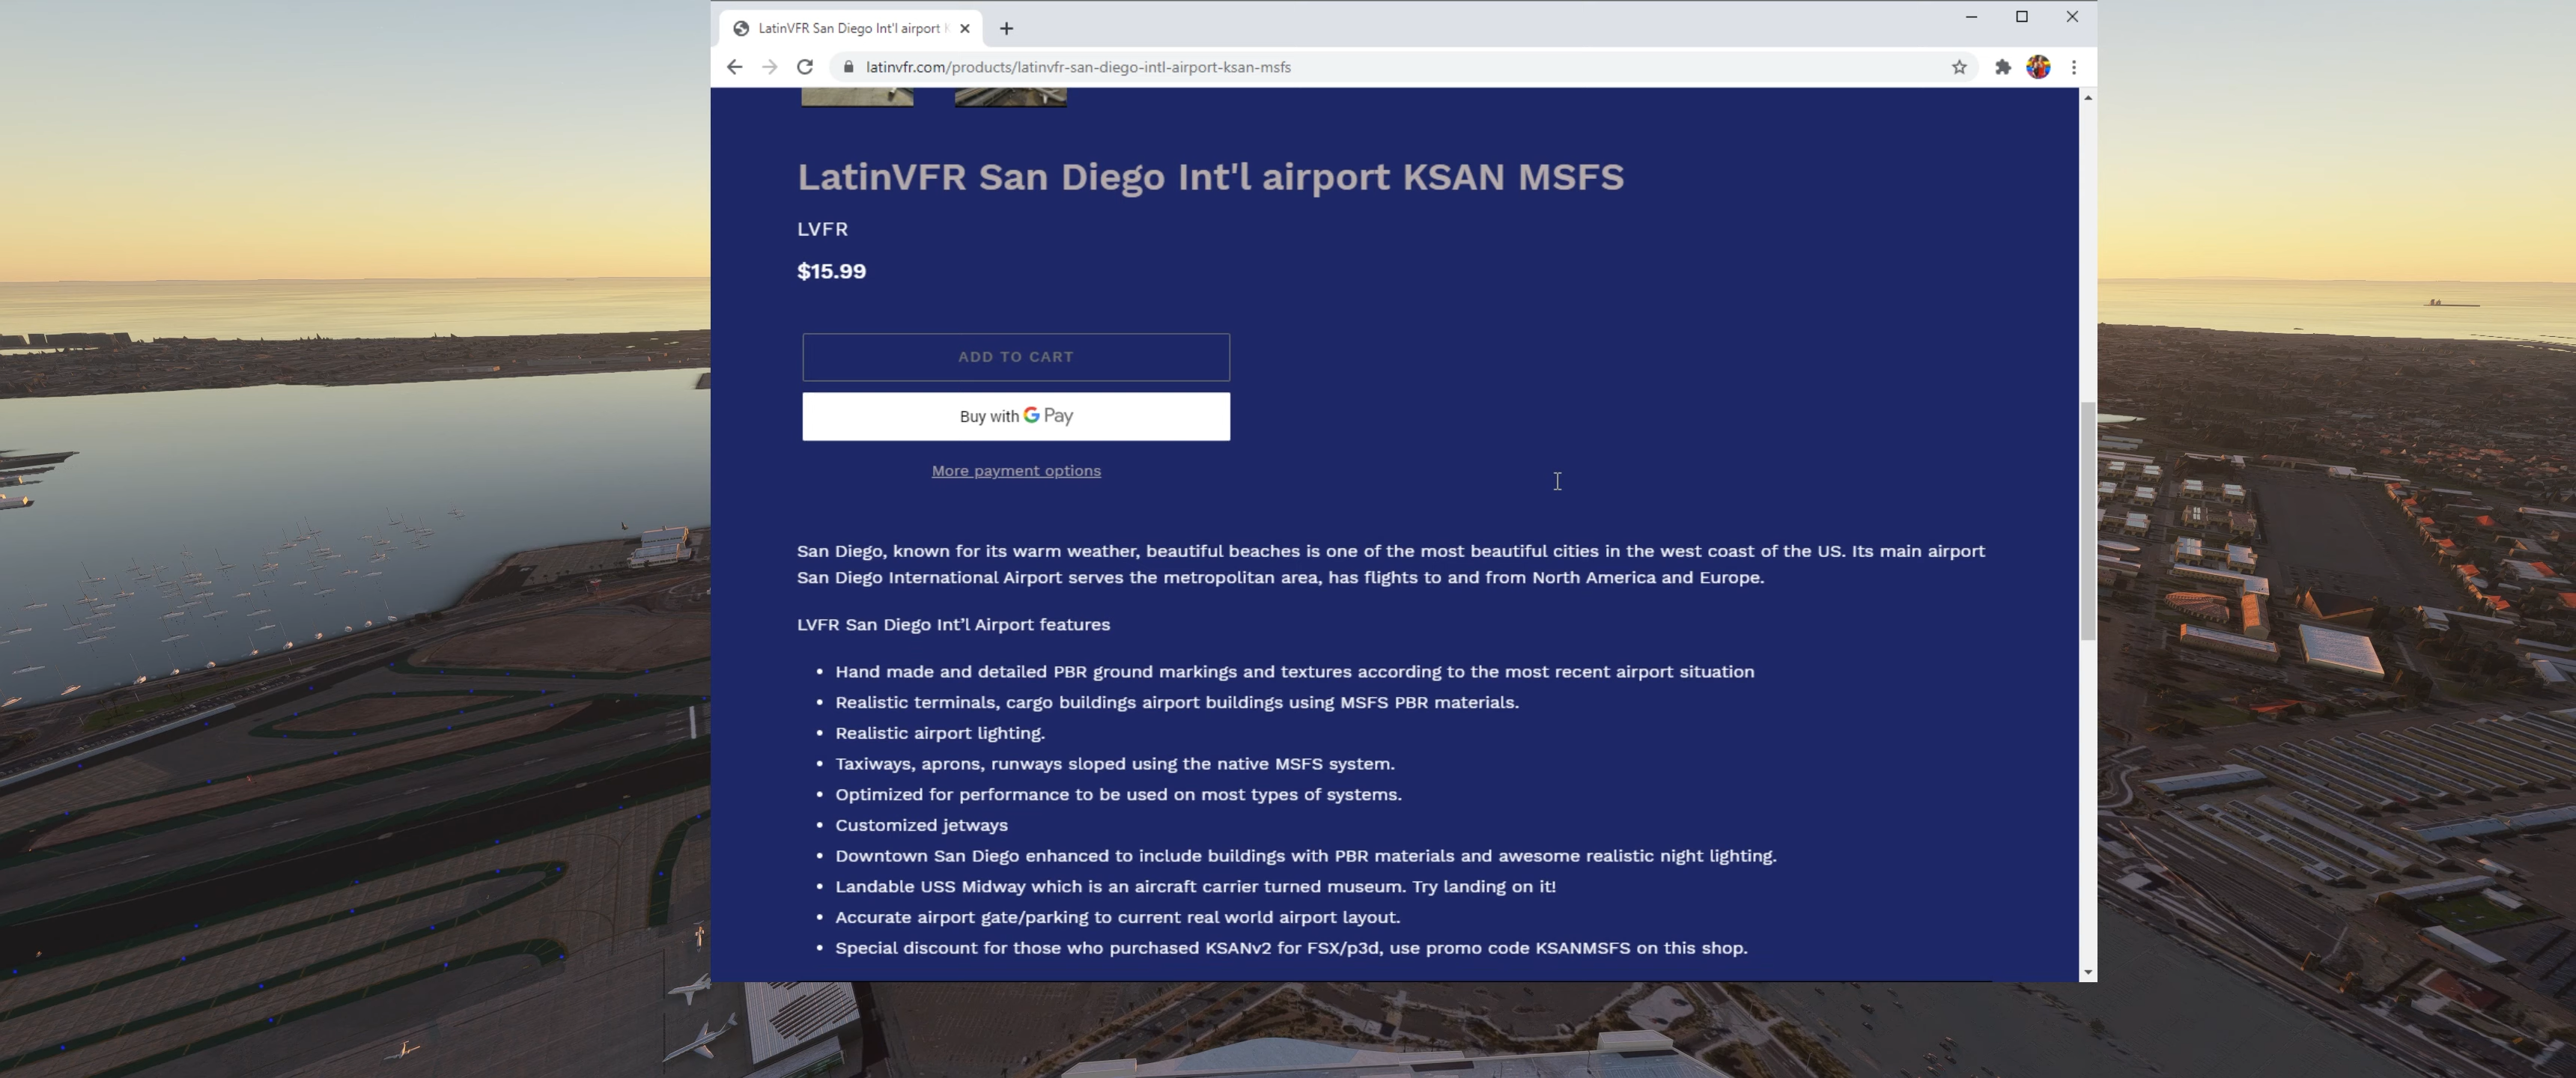 LatinVFR San Diego Int'l airport
latinvfr.com/products/latinvfr-san-diego-intl-airport-ksan-msfs
LatinVFR San Diego Int'l airport KSAN MSFS
LVFR
$15.99
ADD TO CART
Buy with G Pay
More payment options
San Diego, known for its warm weather, beautiful beaches is one of the most beautiful cities in the west coast of the US. Its main airport
San Diego International Airport serves the metropolitan area, has flights to and from North America and Europe.
LVFR San Diego Int’l Airport features
• Hand made and detailed PBR ground markings and textures according to the most recent airport situation
• Realistic terminals, cargo buildings airport buildings using MSFS PBR materials.
• Realistic airport lighting.
• Taxiways, aprons, runways sloped using the native MSFS system.
• Optimized for performance to be used on most types of systems.
• Customized jetways
• Downtown San Diego enhanced to include buildings with PBR materials and awesome realistic night lighting.
• Landable USS Midway which is an aircraft carrier turned museum. Try landing on it!
• Accurate airport gate/parking to current real world airport layout.
• Special discount for those who purchased KSANv2 for FSX/p3d, use promo code KSANMSFS on this shop.